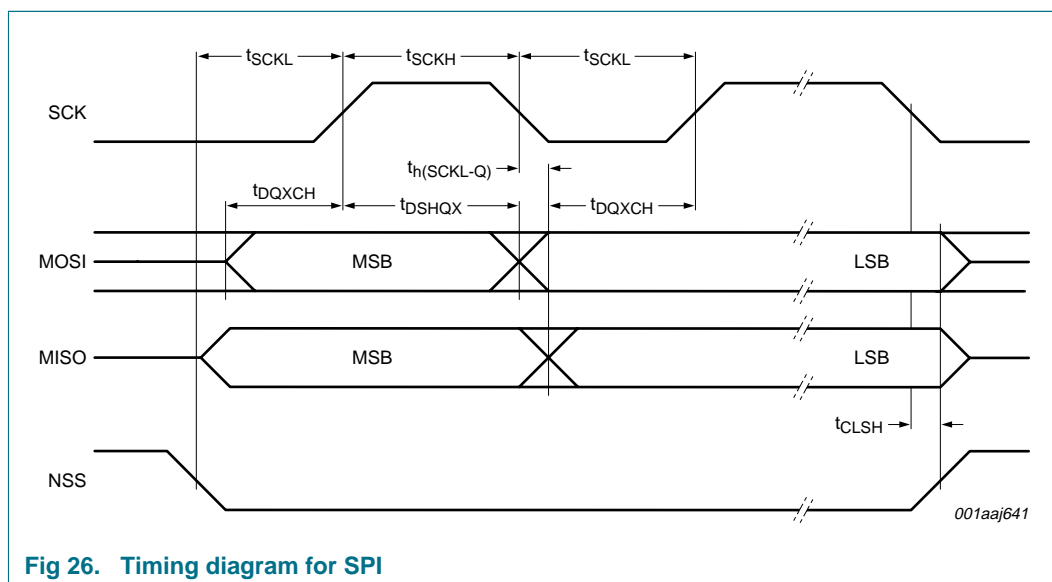 tSCKL tSCKH tSCKL
SCK
th(SCKL-Q)
tDQXCH tDSHQX tDQXCH
MOSI MSB LSB
MISO MSB LSB
tCLSH
NSS
001aaj641
Fig 26. Timing diagram for SPI